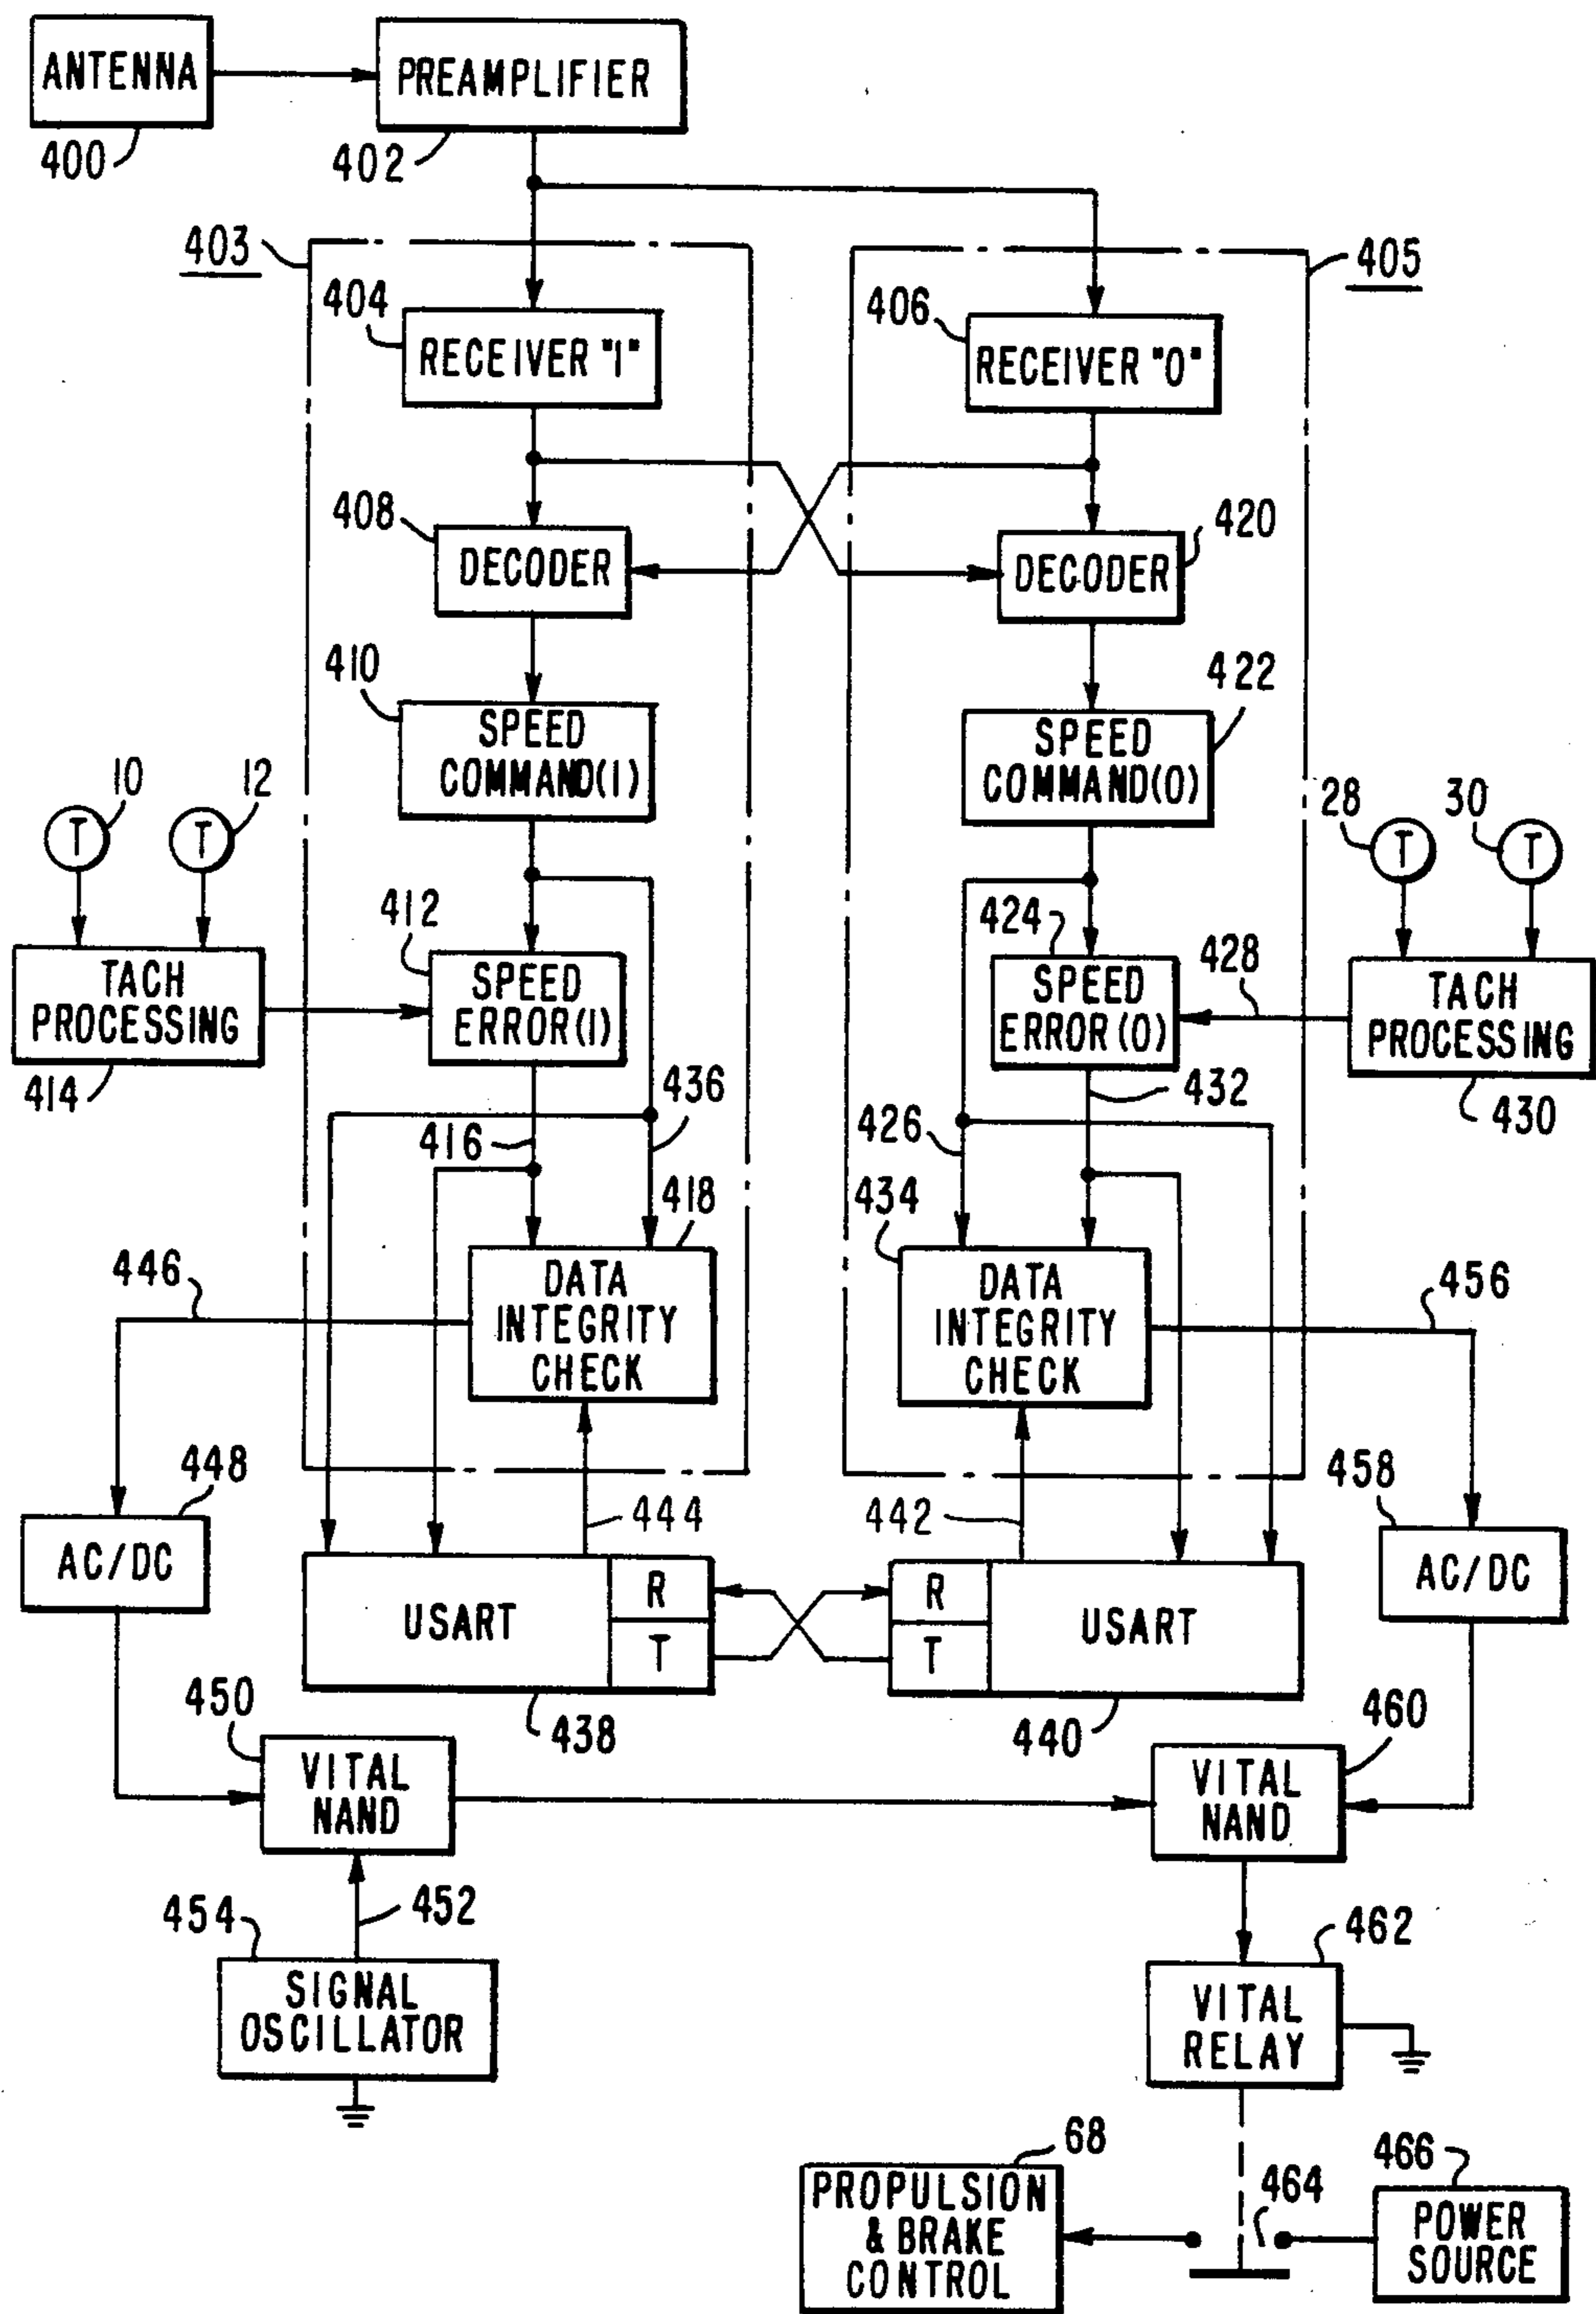 ANTENNA
400
PREAMPLIFIER
402
403
405
404
RECEIVER "1"
406
RECEIVER "0"
408
DECODER
420
DECODER
410
SPEED
COMMAND(1)
422
SPEED
COMMAND(0)
10
T
12
T
28
T
30
T
TACH
PROCESSING
414
412
SPEED
ERROR(1)
424
SPEED
ERROR(0)
428
TACH
PROCESSING
430
416
436
426
432
418
DATA
INTEGRITY
CHECK
434
DATA
INTEGRITY
CHECK
446
456
448
AC/DC
458
AC/DC
444
442
USART
R
T
438
R
T
USART
440
450
VITAL
NAND
460
VITAL
NAND
452
454
SIGNAL
OSCILLATOR
462
VITAL
RELAY
68
PROPULSION
& BRAKE
CONTROL
464
466
POWER
SOURCE